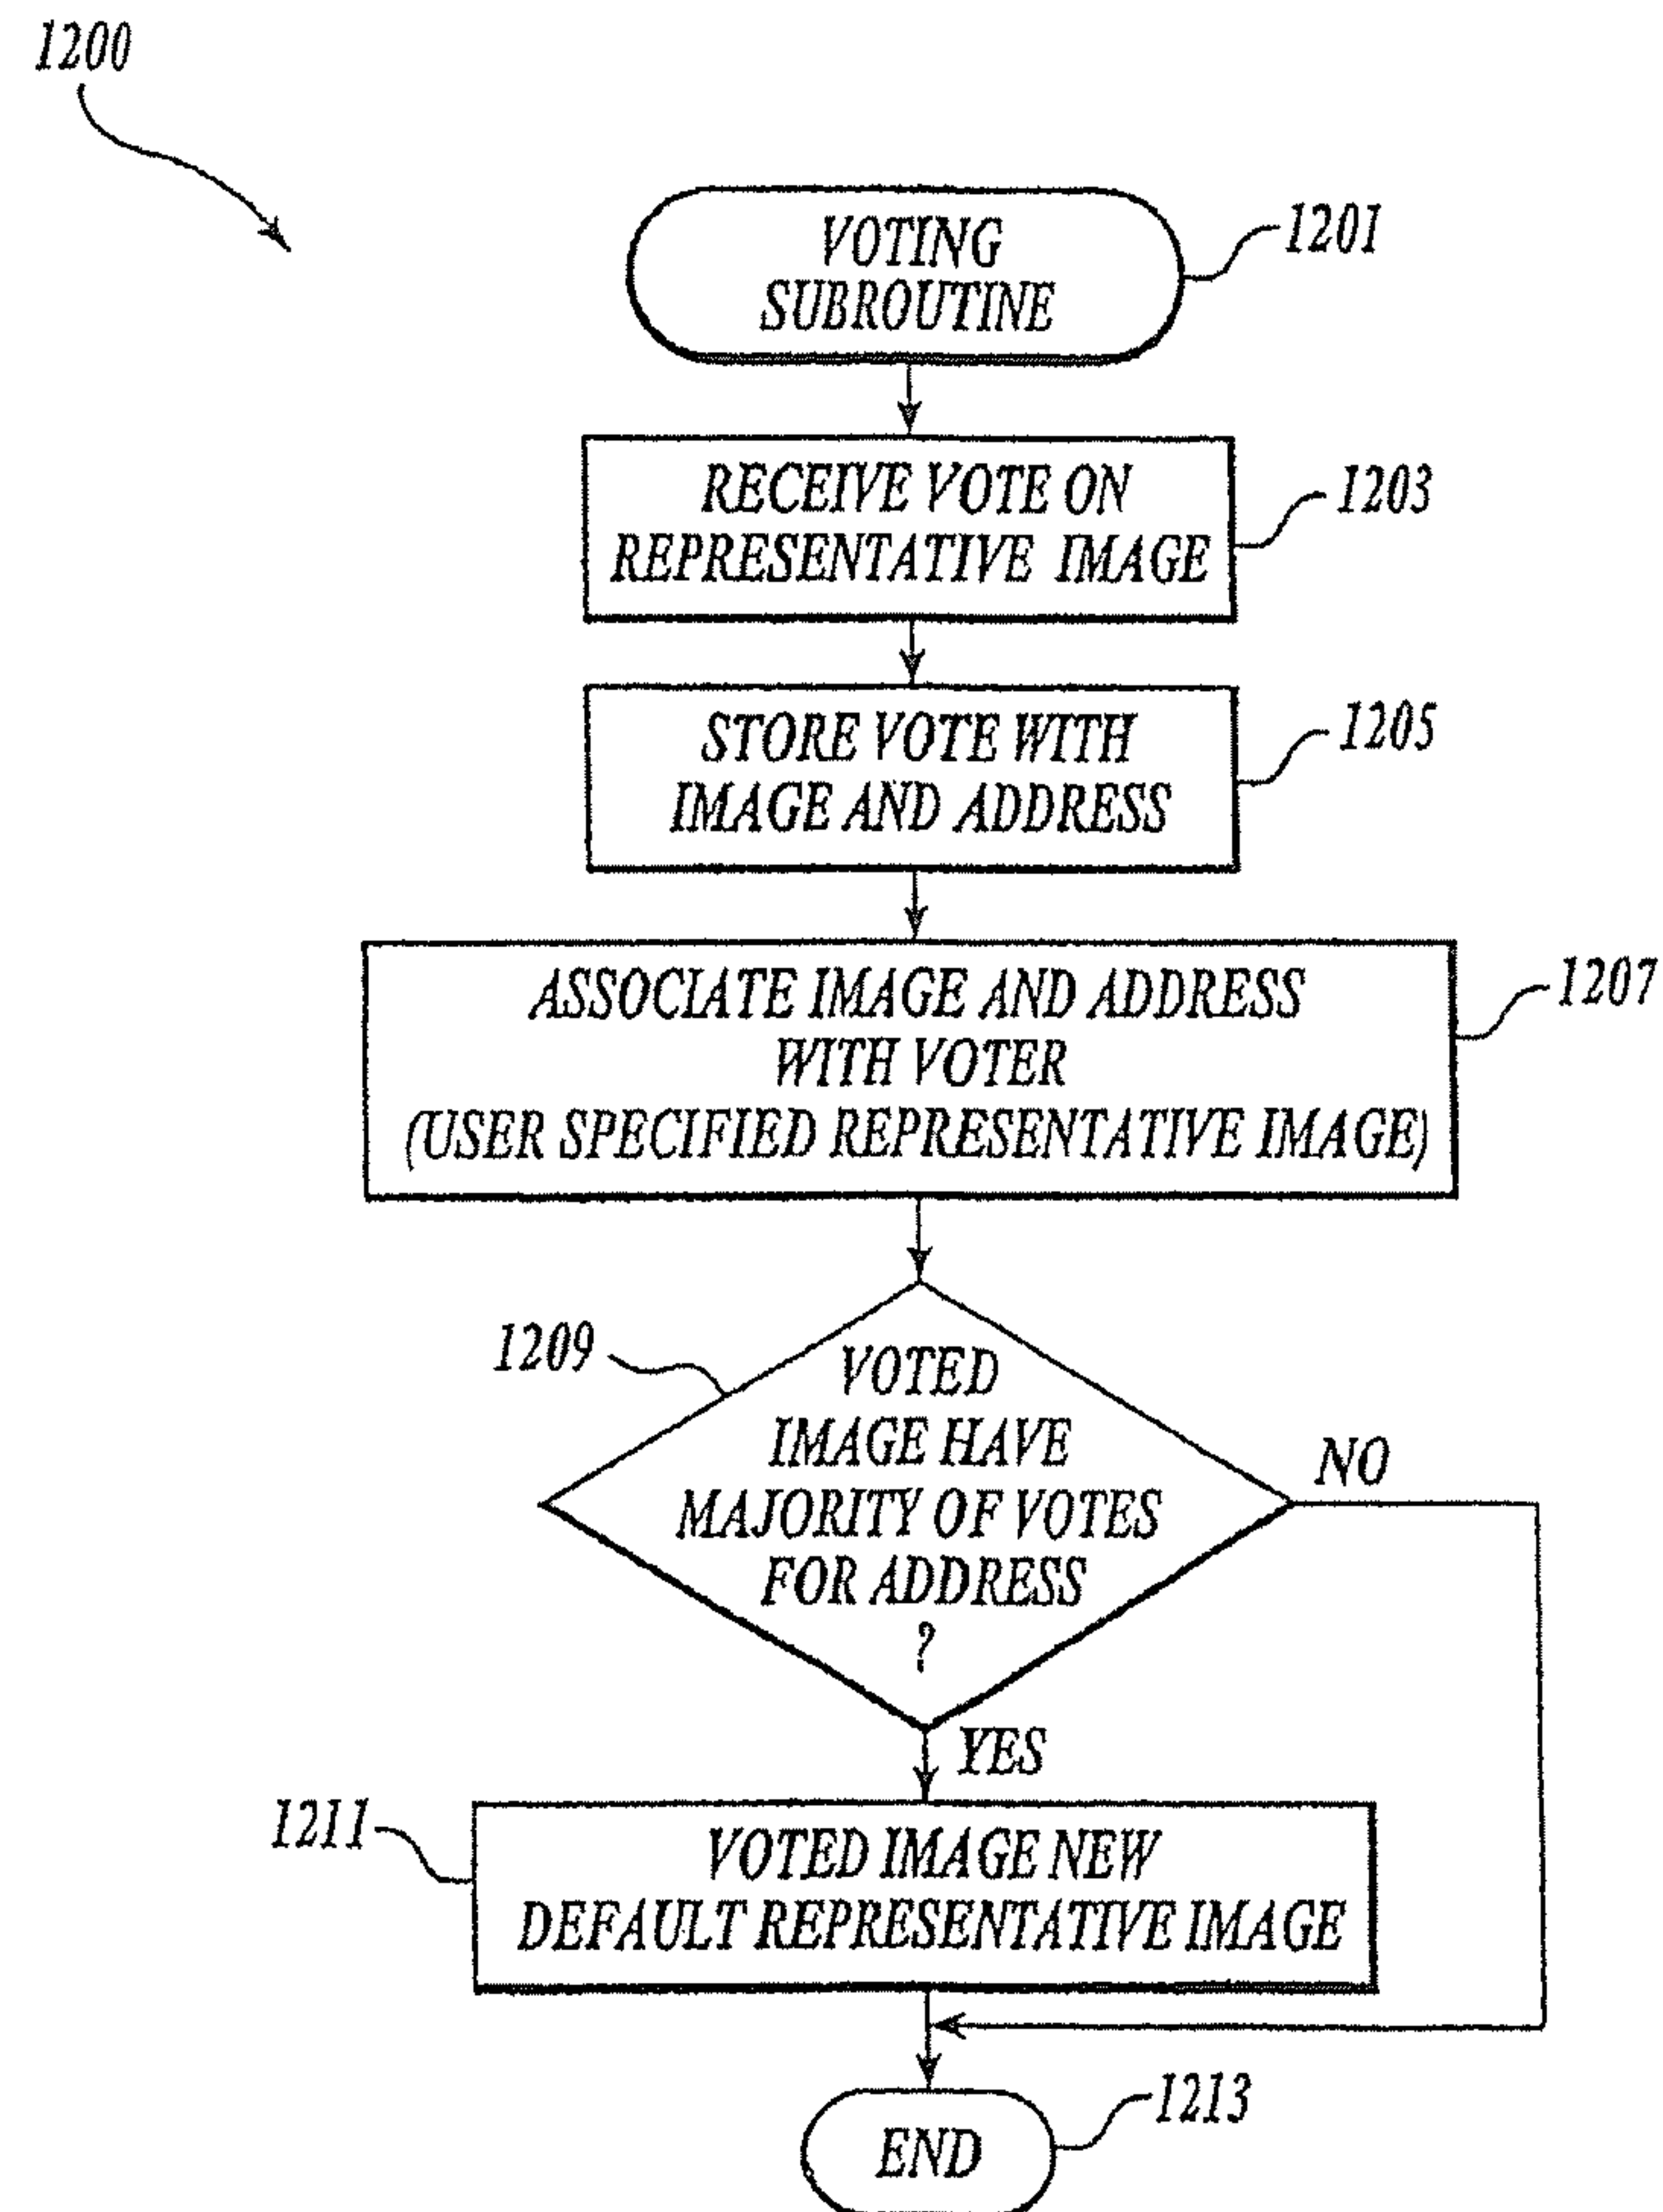 1200
VOTING
SUBROUTINE
1201
RECEIVE VOTE ON
REPRESENTATIVE IMAGE
1203
STORE VOTE WITH
IMAGE AND ADDRESS
1205
ASSOCIATE IMAGE AND ADDRESS
WITH VOTER
(USER SPECIFIED REPRESENTATIVE IMAGE)
1207
1209
VOTED
IMAGE HAVE
MAJORITY OF VOTES
FOR ADDRESS
?
NO
YES
1211
VOTED IMAGE NEW
DEFAULT REPRESENTATIVE IMAGE
END
1213